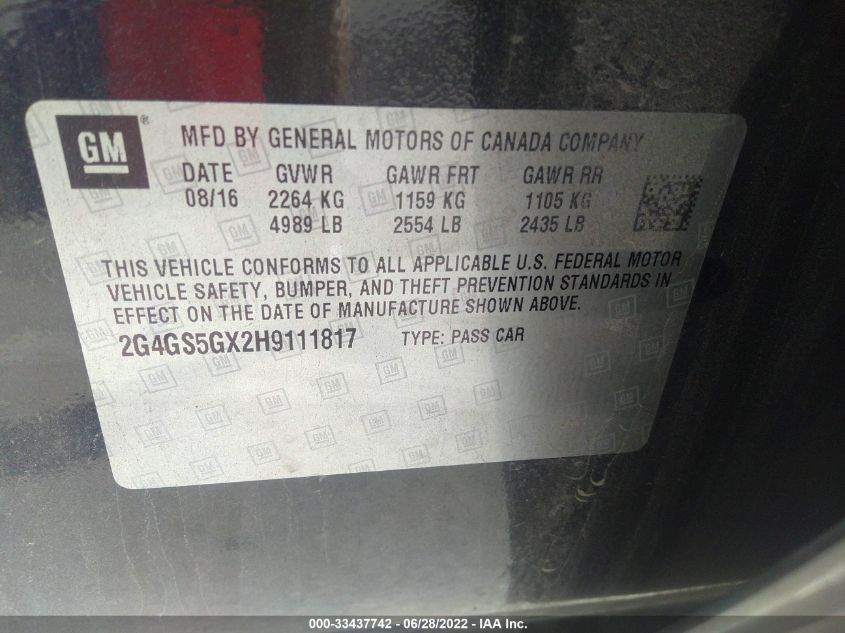 GM ® MFD BY GENERAL MOTORS OF CANADA COMPANY
DATE GVWR GAWR FRT GAWR RR
08/16 2264 KG 1159 KG 1105 KG
4989 LB 2554 LB 2435 LB
THIS VEHICLE CONFORMS TO ALL APPLICABLE U.S. FEDERAL MOTOR
VEHICLE SAFETY, BUMPER, AND THEFT PREVENTION STANDARDS IN
EFFECT ON THE DATE OF MANUFACTURE SHOWN ABOVE.
2G4GS5GX2H9111817 TYPE: PASS CAR
000-33437742 - 06/28/2022 - IAA Inc.